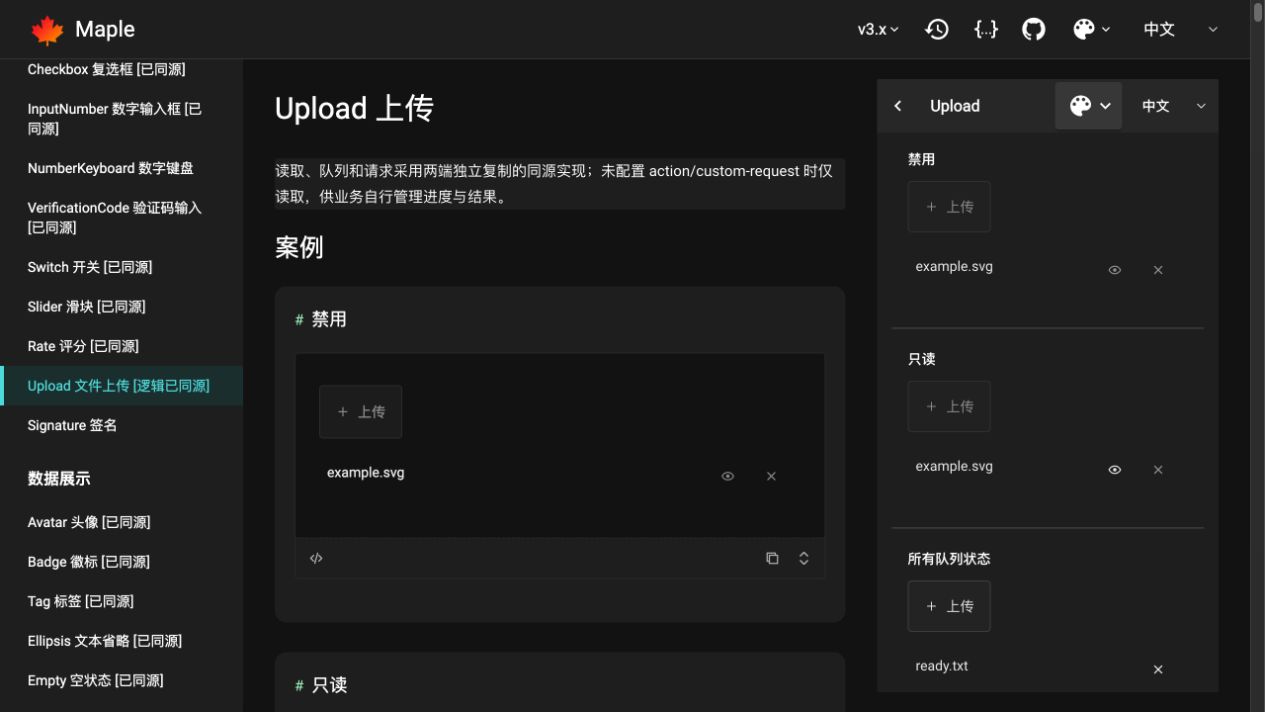 Maple
v3.x
中文
Checkbox 复选框 [已同源]
InputNumber 数字输入框 [已
同源]
NumberKeyboard 数字键盘
VerificationCode 验证码输入
[已同源]
Switch 开关 [已同源]
Slider 滑块 [已同源]
Rate 评分 [已同源]
Upload 文件上传 [逻辑已同源]
Signature 签名
数据展示
Avatar 头像 [已同源]
Badge 徽标 [已同源]
Tag 标签 [已同源]
Ellipsis 文本省略 [已同源]
Empty 空状态 [已同源]
Upload 上传
读取、队列和请求采用两端独立复制的同源实现；未配置 action/custom-request 时仅
读取，供业务自行管理进度与结果。
案例
# 禁用
+ 上传
example.svg
# 只读
Upload
中文
禁用
+ 上传
example.svg
只读
+ 上传
example.svg
所有队列状态
+ 上传
ready.txt